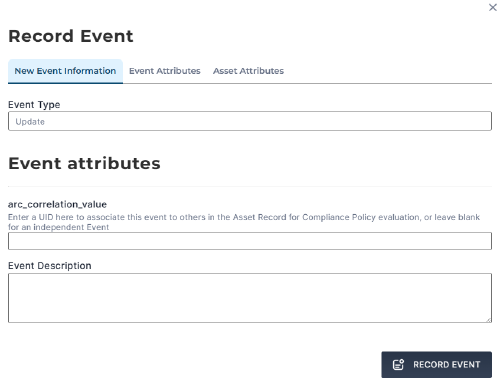 Record Event
New Event Information Event Attributes Asset Attributes
Event Type
Update
Event attributes
arc_correlation_value
Enter a UID here to associate this event to others in the Asset Record for Compliance Policy evaluation, or leave blank
for an independent Event
Event Description
RECORD EVENT